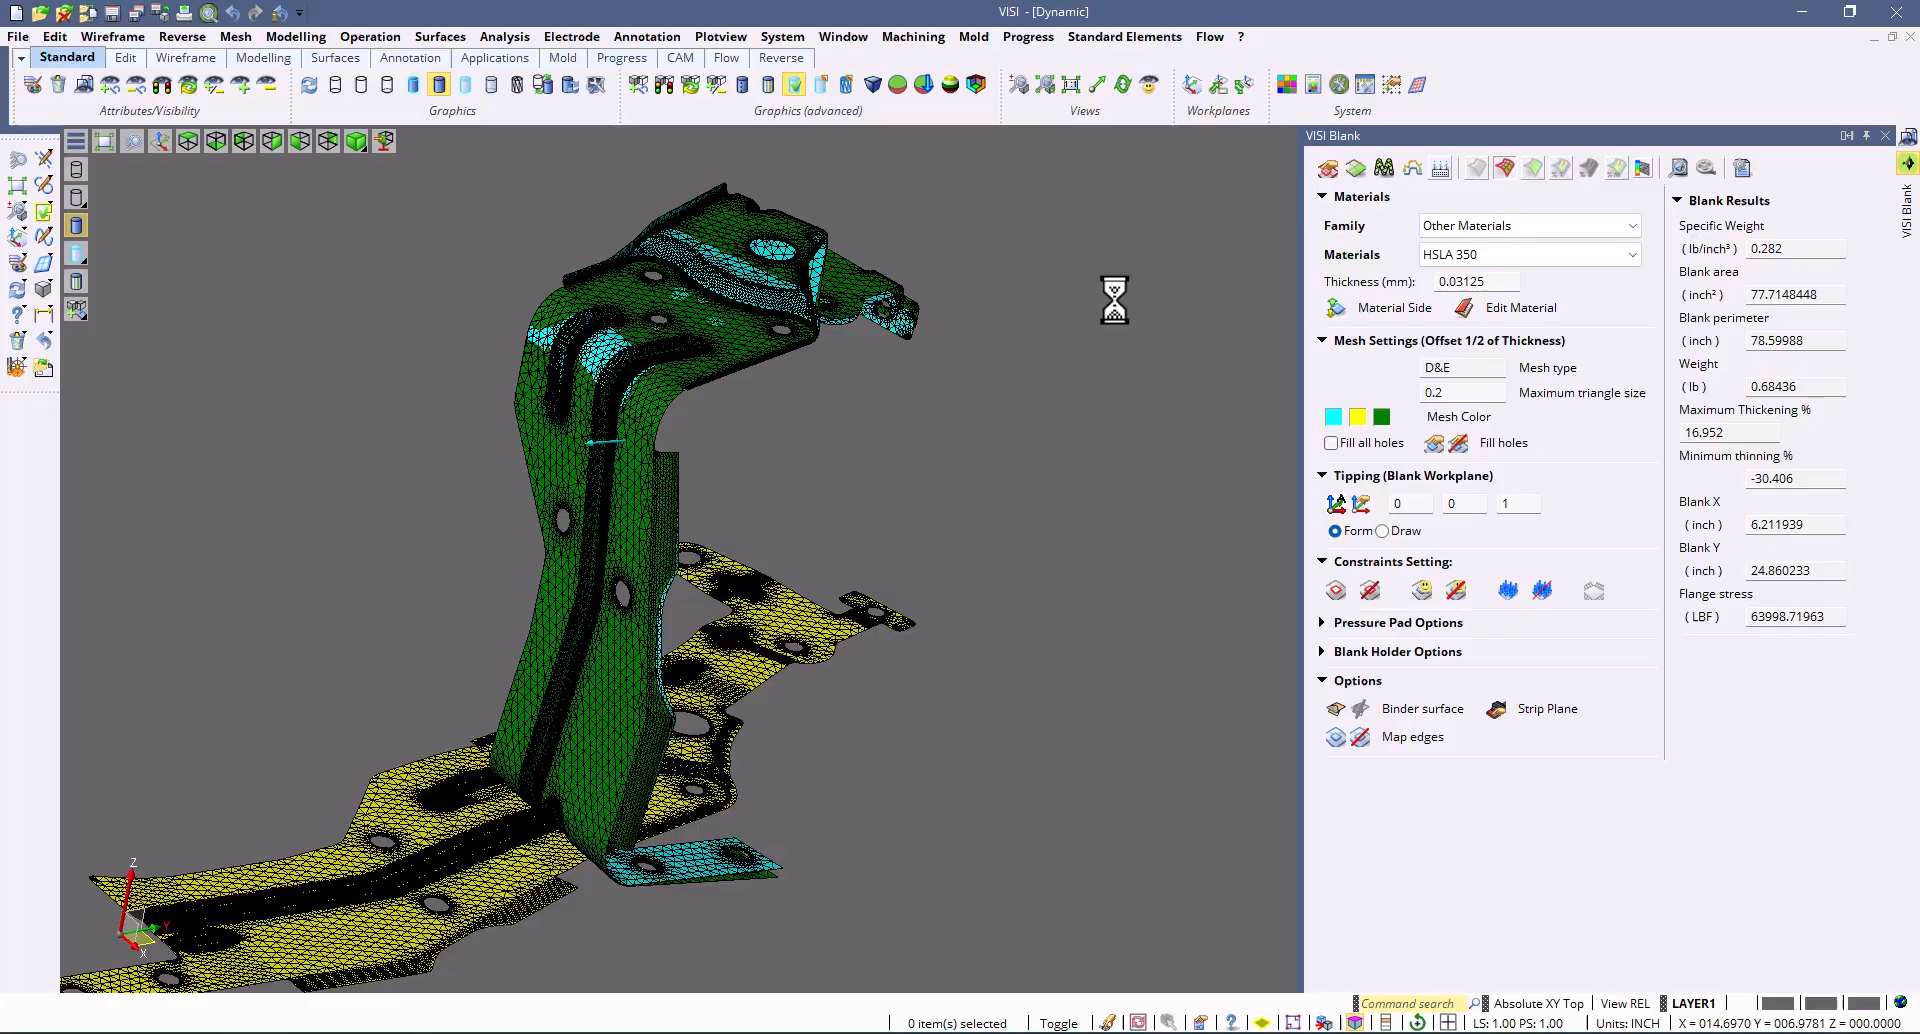 VISI - [Dynamic]
File Edit Wireframe Reverse Mesh Modelling Operation Surfaces Analysis Electrode Annotation Plotview System Window Machining Mold Progress Standard Elements Flow ?
Standard Edit Wireframe Modelling Surfaces Annotation Applications Mold Progress CAM Flow Reverse
Attributes/Visibility Graphics Graphics (advanced) Views Workplanes System
VISI Blank
VISI Blank
Materials
Family Other Materials
Materials HSLA 350
Thickness (mm): 0.03125
Material Side Edit Material
Mesh Settings (Offset 1/2 of Thickness)
D&E Mesh type
0.2 Maximum triangle size
Mesh Color
Fill all holes Fill holes
Tipping (Blank Workplane)
0 0 1
Form Draw
Constraints Setting:
Pressure Pad Options
Blank Holder Options
Options
Binder surface Strip Plane
Map edges
Blank Results
Specific Weight
( lb/inch³ ) 0.282
Blank area
( inch² ) 77.7148448
Blank perimeter
( inch ) 78.59988
Weight
( lb ) 0.68436
Maximum Thickening %
16.952
Minimum thinning %
-30.406
Blank X
( inch ) 6.211939
Blank Y
( inch ) 24.860233
Flange stress
( LBF ) 63998.71963
Z
Y
X
Command search Absolute XY Top View REL LAYER1
0 item(s) selected Toggle LS: 1.00 PS: 1.00 Units: INCH X = 014.6970 Y = 006.9781 Z = 000.0000